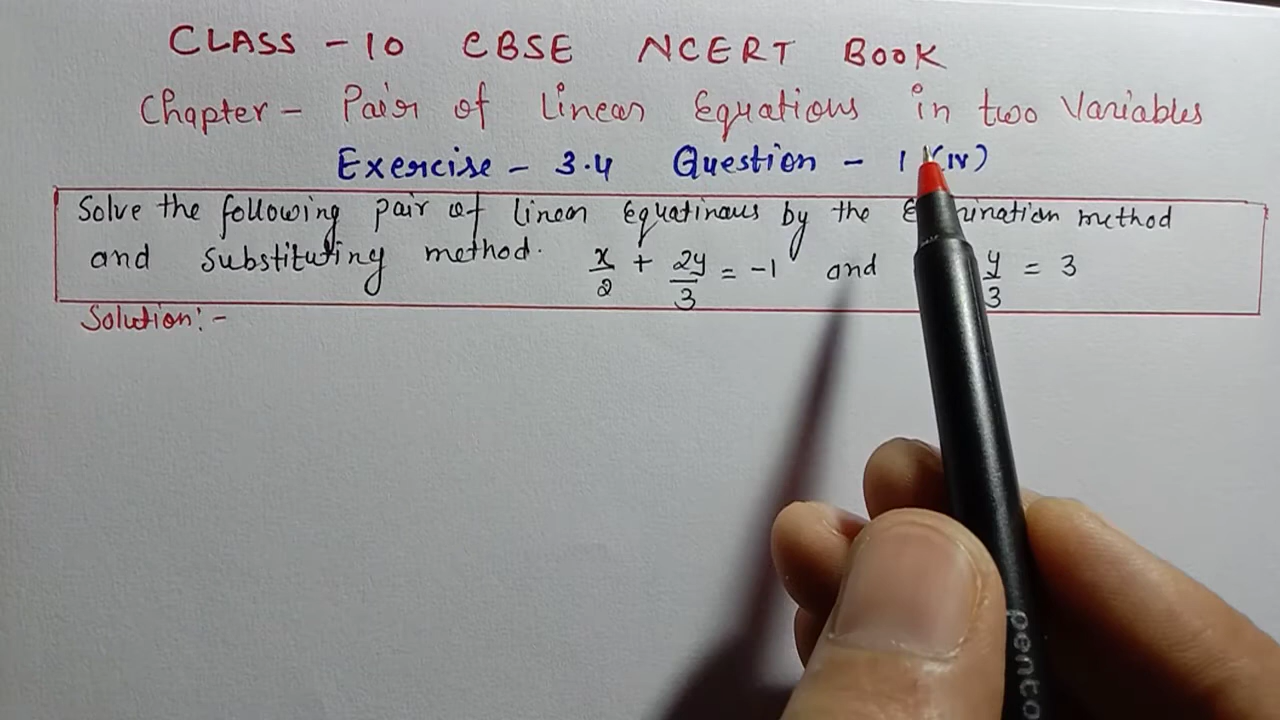 CLASS - 10 CBSE NCERT BOOK
Chapter - Pair of Linear Equations in two Variables
Exercise - 3.4 Question - 1 (iv)
Solve the following pair of linear equatinous by the method
and substituting method. x/2 + 2y/3 = -1 and y/3 = 3
Solution:-
pento